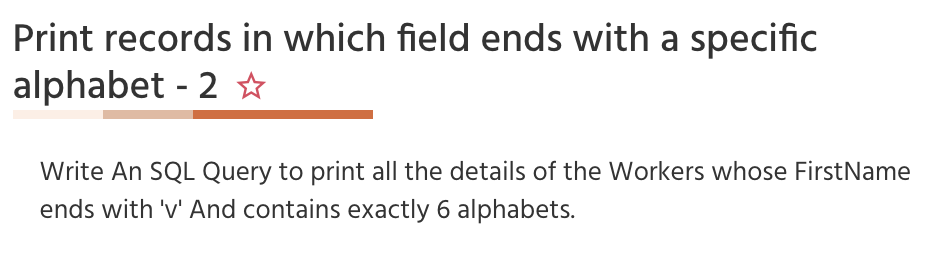 Print records in which field ends with a specific
alphabet - 2
Write An SQL Query to print all the details of the Workers whose FirstName
ends with 'v' And contains exactly 6 alphabets.